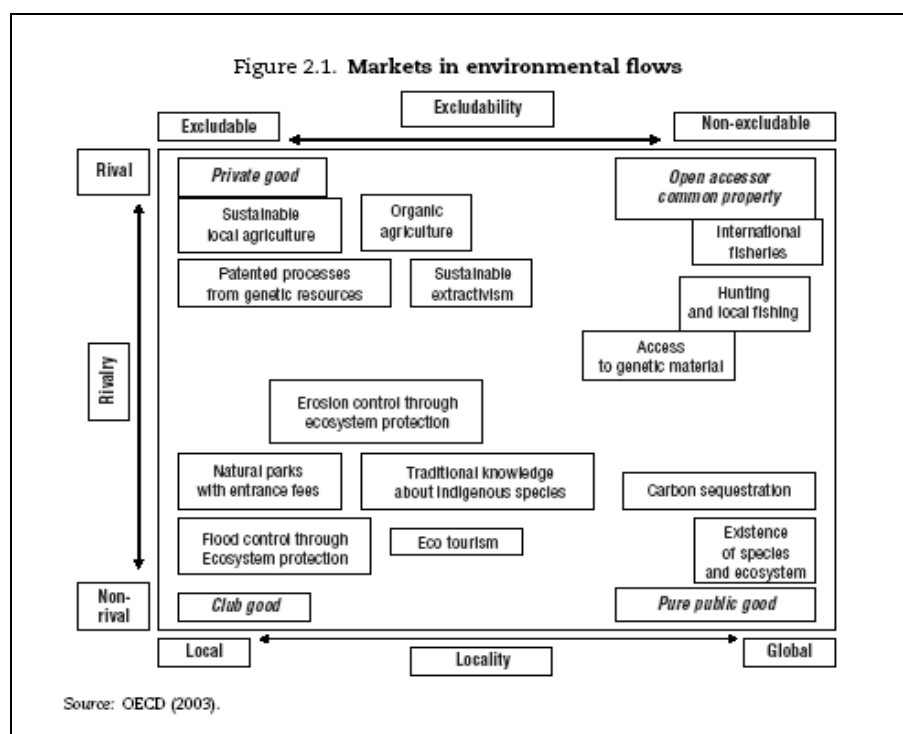 Figure 2.1. Markets in environmental flows
Excludability
Excludable
Non-excludable
Rival
Private good
Open accessor
common property
Sustainable
local agriculture
Organic
agriculture
International
fisheries
Patented processes
from genetic resources
Sustainable
extractivism
Hunting
and local fishing
Access
to genetic material
Rivalry
Erosion control through
ecosystem protection
Natural parks
with entrance fees
Traditional knowledge
about indigenous species
Carbon sequestration
Flood control through
Ecosystem protection
Eco tourism
Existence
of species
and ecosystem
Non-
rival
Club good
Pure public good
Local
Locality
Global
Source: OECD (2003).